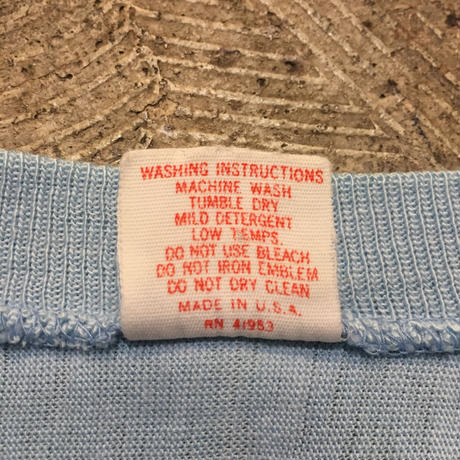 WASHING INSTRUCTIONS
MACHINE WASH
TUMBLE DRY
MILD DETERGENT
LOW TEMPS.
DO NOT USE BLEACH
DO NOT IRON EMBLEM
DO NOT DRY CLEAN
MADE IN U.S.A.
RN 41953